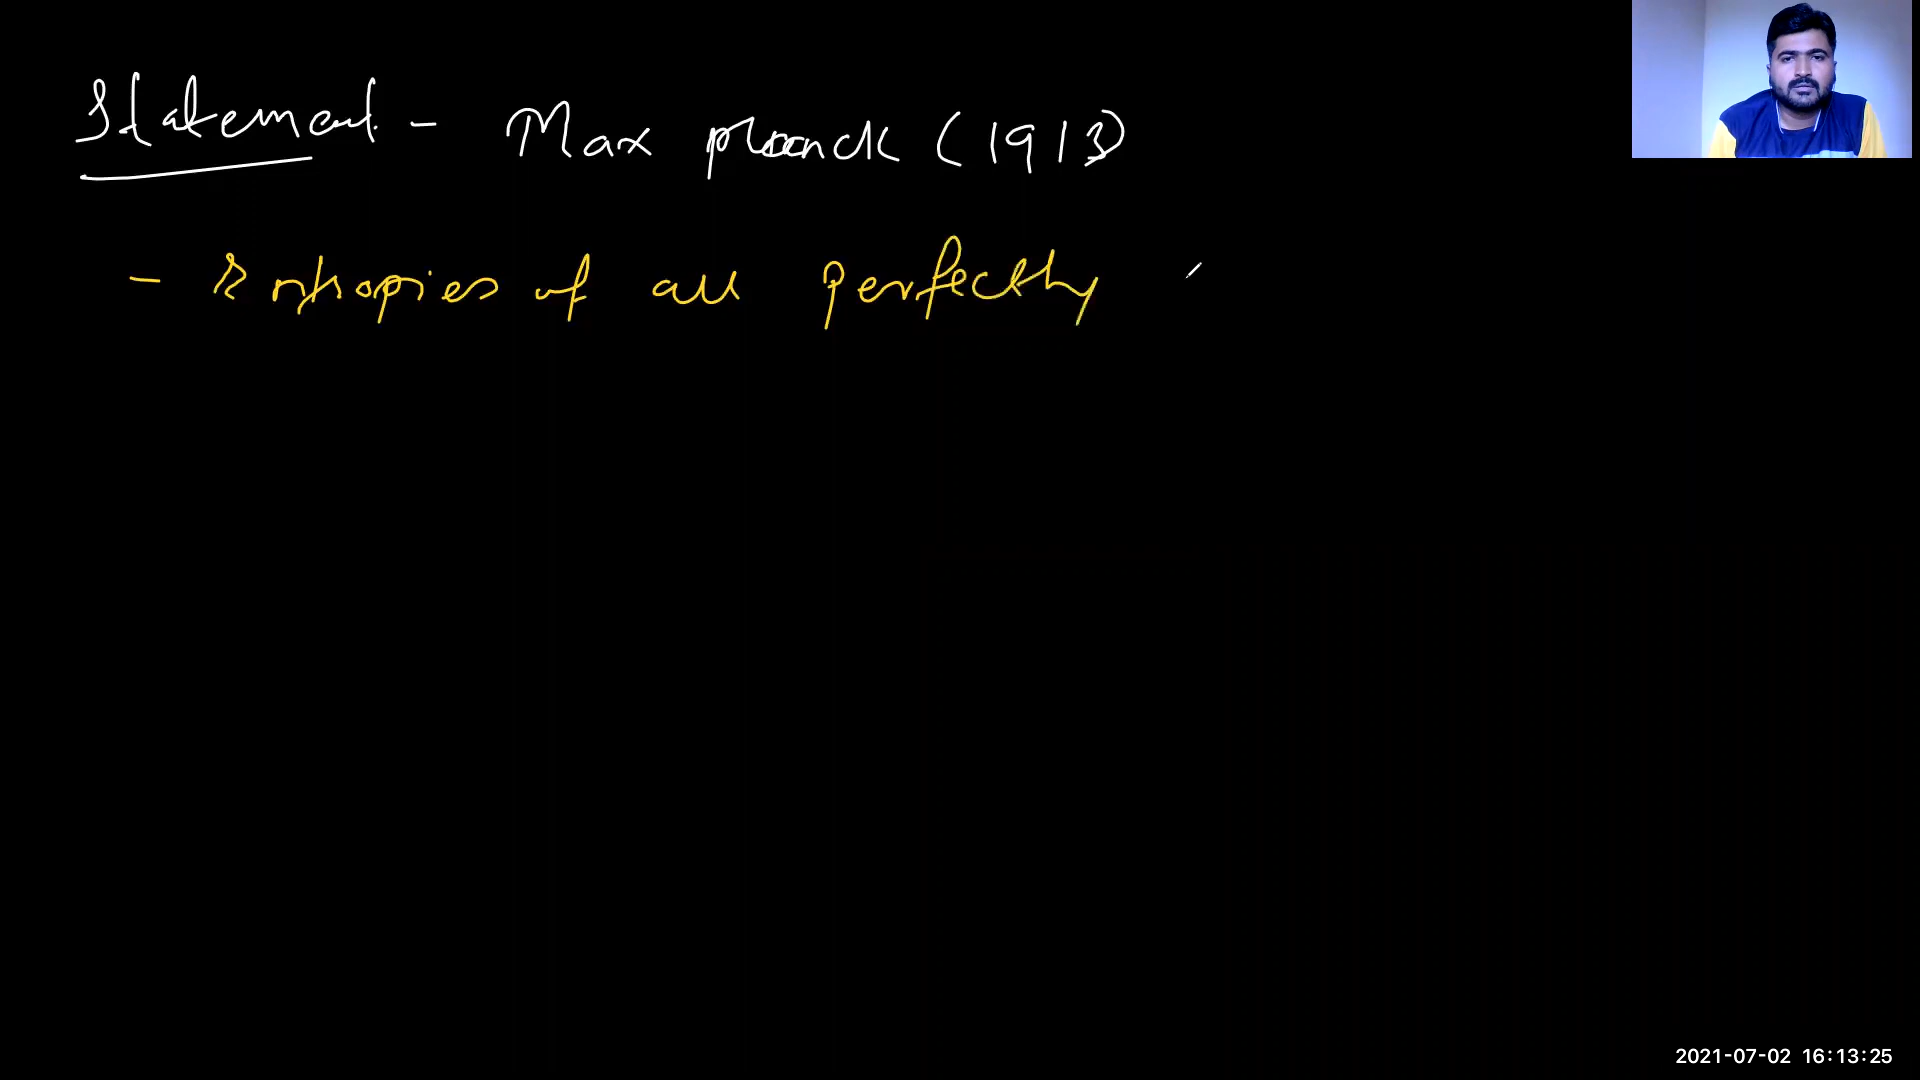 Statement - Max planck (1913)
- Entropies of all perfectly
2021-07-02 16:13:25